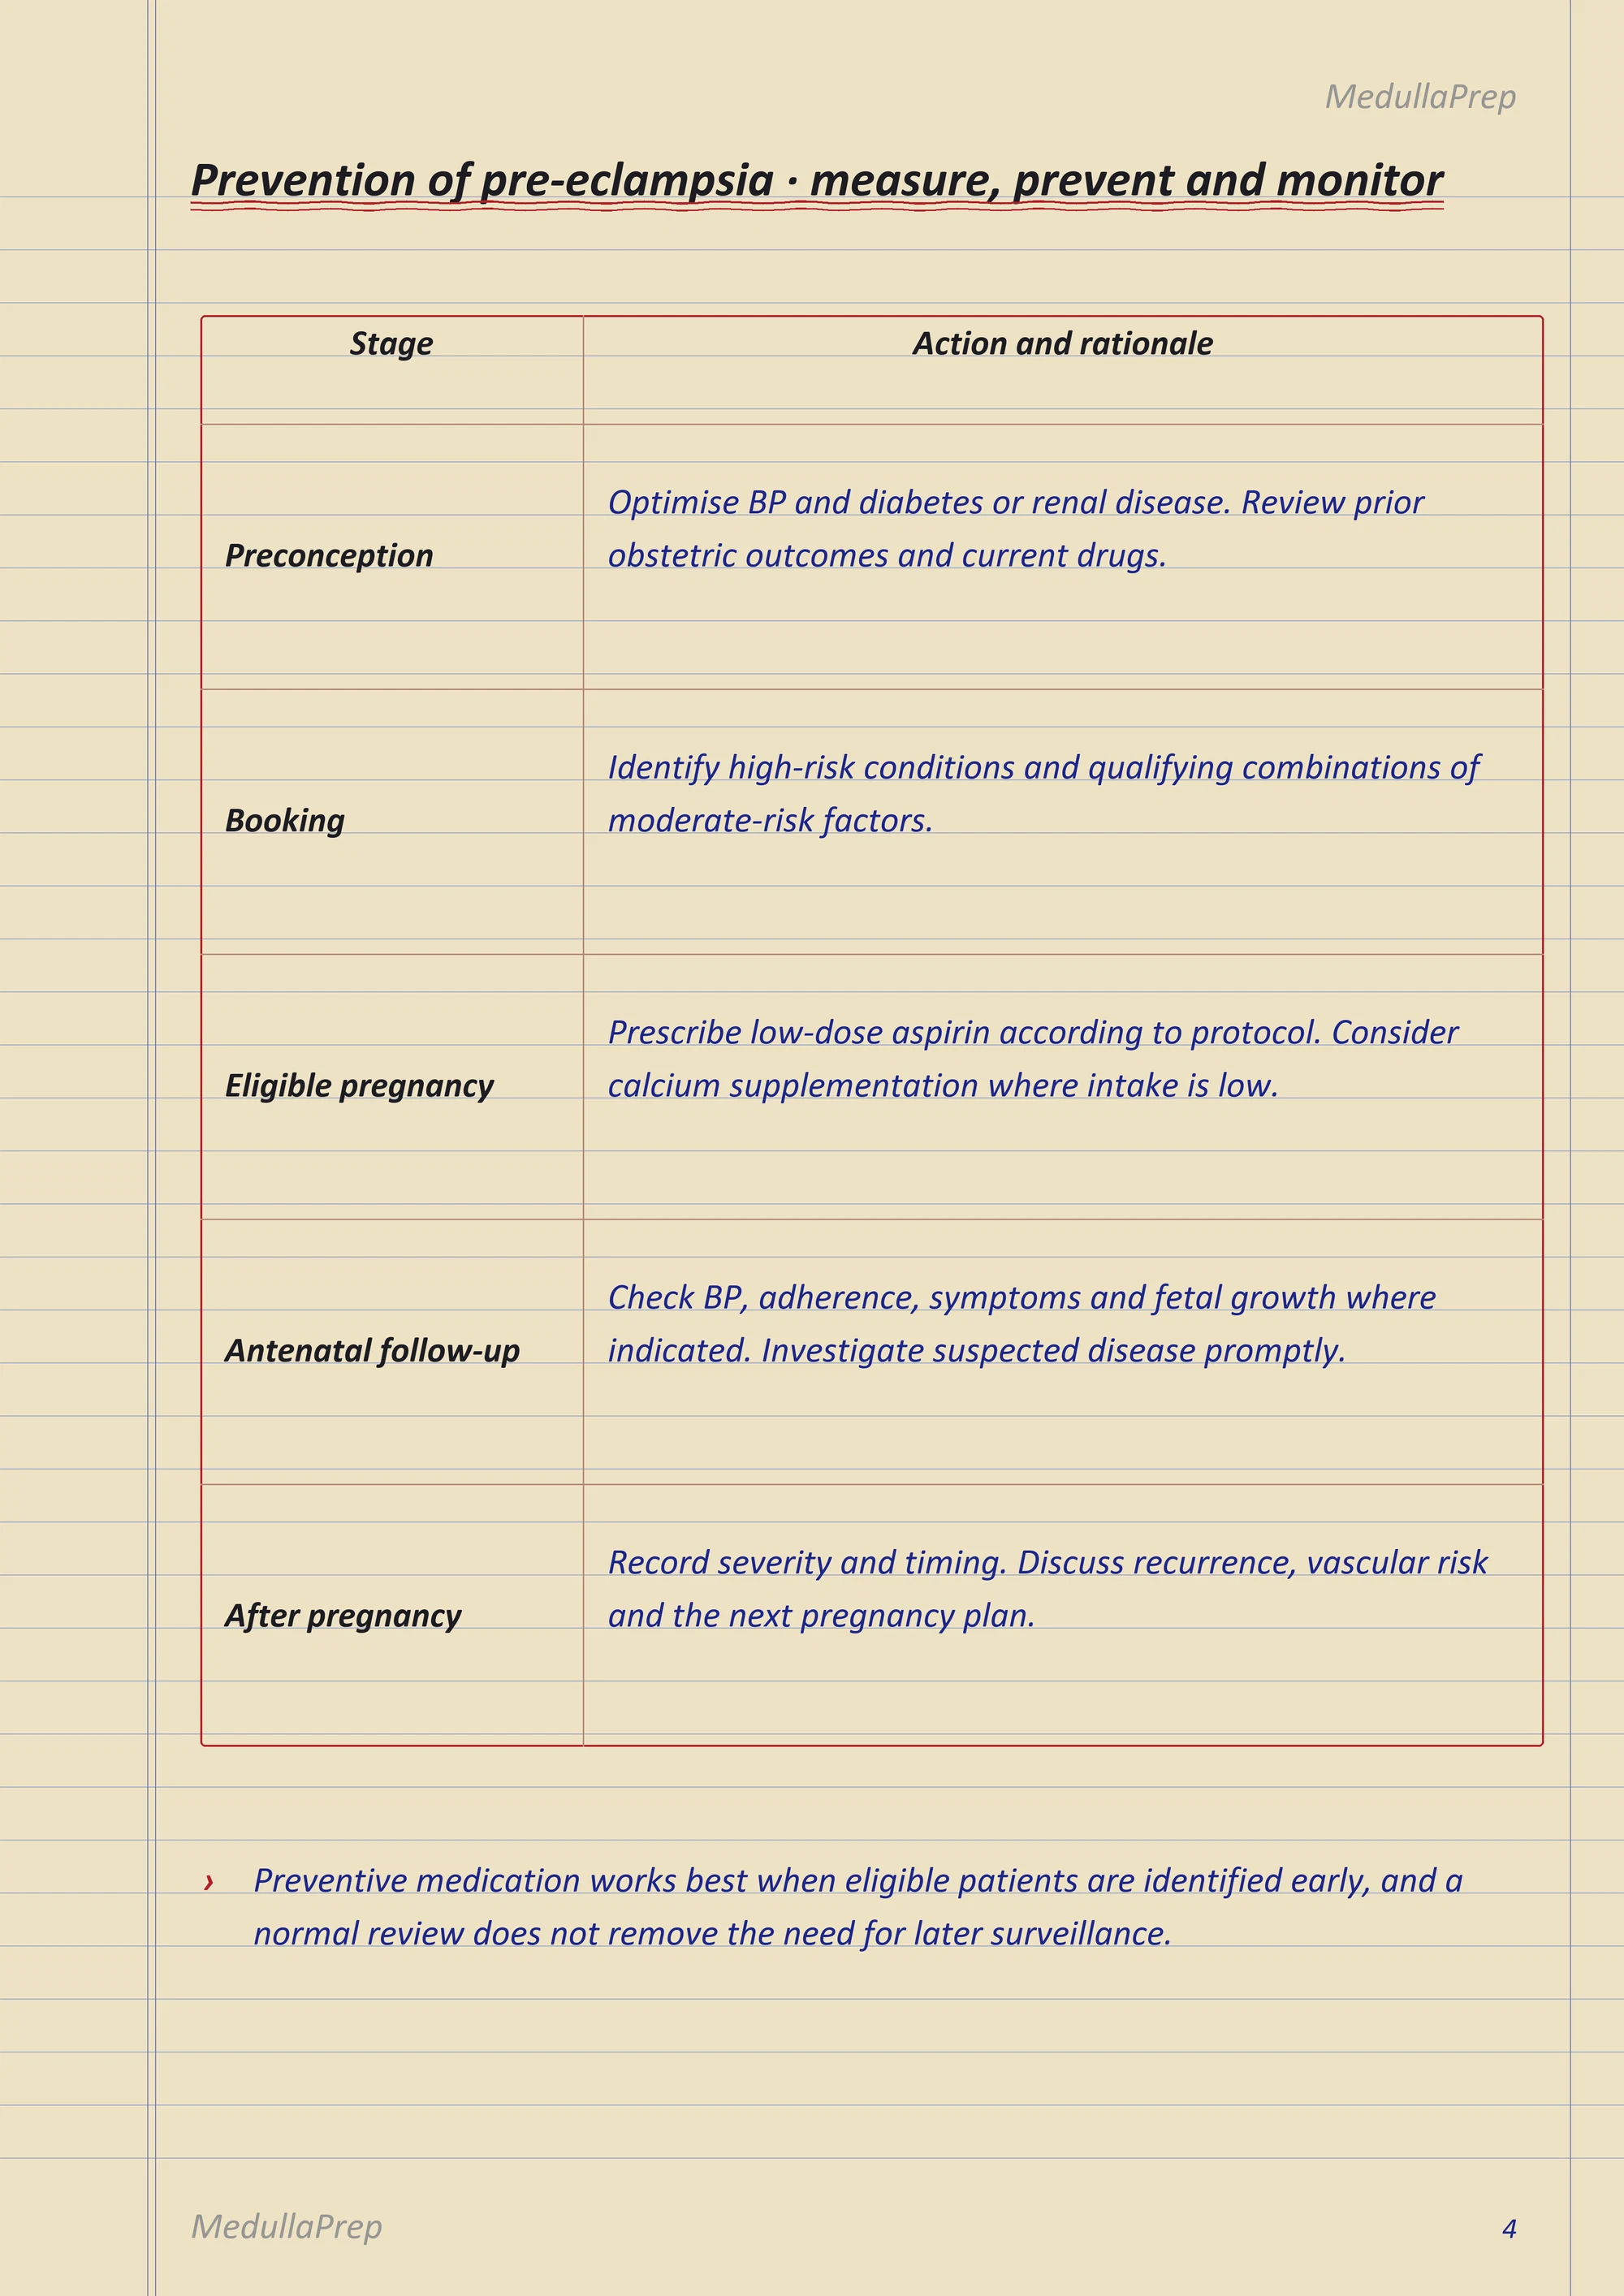 MedullaPrep
Prevention of pre-eclampsia · measure, prevent and monitor
Stage
Action and rationale
Preconception
Optimise BP and diabetes or renal disease. Review prior
obstetric outcomes and current drugs.
Booking
Identify high-risk conditions and qualifying combinations of
moderate-risk factors.
Eligible pregnancy
Prescribe low-dose aspirin according to protocol. Consider
calcium supplementation where intake is low.
Antenatal follow-up
Check BP, adherence, symptoms and fetal growth where
indicated. Investigate suspected disease promptly.
After pregnancy
Record severity and timing. Discuss recurrence, vascular risk
and the next pregnancy plan.
› Preventive medication works best when eligible patients are identified early, and a
normal review does not remove the need for later surveillance.
MedullaPrep
4